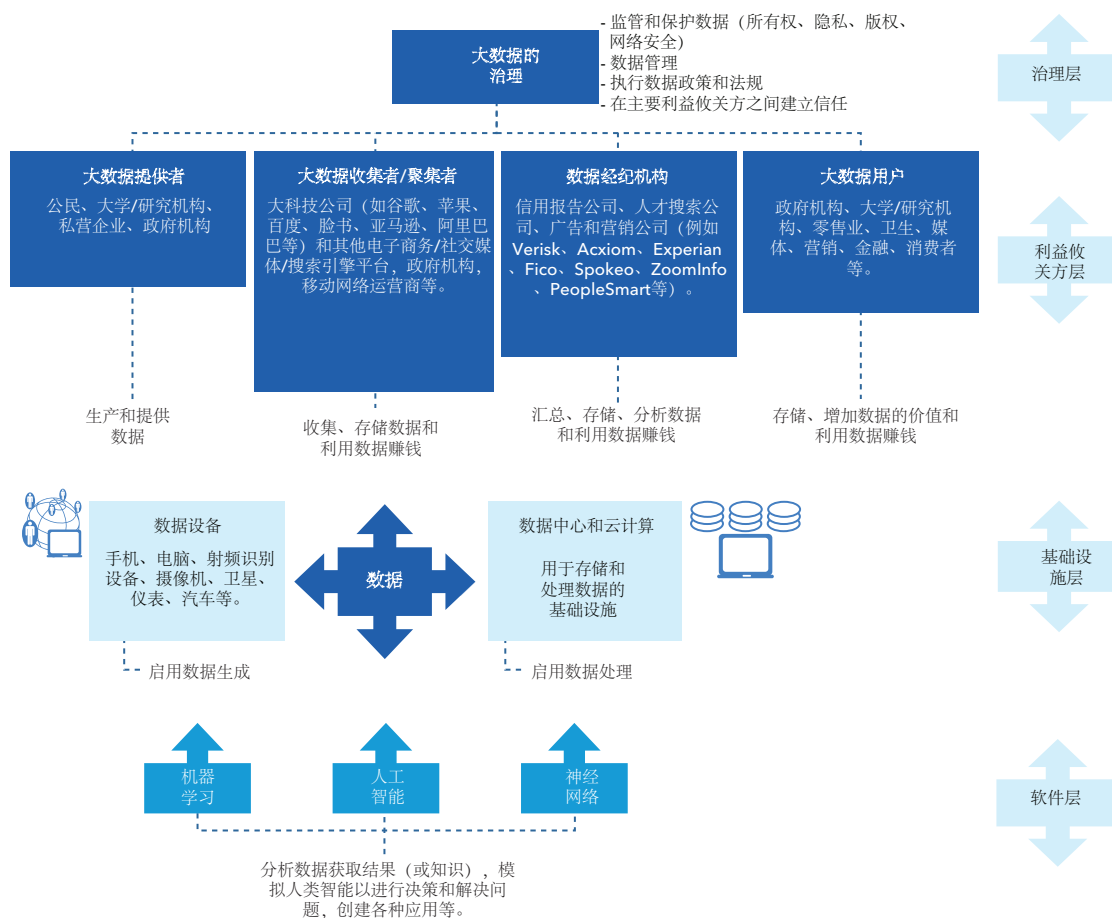 - 监管和保护数据（所有权、隐私、版权、
网络安全）
- 数据管理
- 执行数据政策和法规
- 在主要利益攸关方之间建立信任
大数据的
治理
治理层
大数据提供者
公民、大学/研究机构、
私营企业、政府机构
大数据收集者/聚集者
大科技公司（如谷歌、苹果、
百度、脸书、亚马逊、阿里巴
巴等）和其他电子商务/社交媒
体/搜索引擎平台，政府机构，
移动网络运营商等。
数据经纪机构
信用报告公司、人才搜索公
司、广告和营销公司（例如
Verisk、Acxiom、Experian
、Fico、Spokeo、ZoomInfo
、PeopleSmart等）。
大数据用户
政府机构、大学/研究机
构、零售业、卫生、媒
体、营销、金融、消费者
等。
利益攸
关方层
生产和提供
数据
收集、存储数据和
利用数据赚钱
汇总、存储、分析数据
和利用数据赚钱
存储、增加数据的价值和
利用数据赚钱
数据设备
手机、电脑、射频识别
设备、摄像机、卫星、
仪表、汽车等。
数据
数据中心和云计算
用于存储和
处理数据的
基础设施
基础设
施层
启用数据生成
启用数据处理
机器
学习
人工
智能
神经
网络
软件层
分析数据获取结果（或知识），模
拟人类智能以进行决策和解决问
题，创建各种应用等。